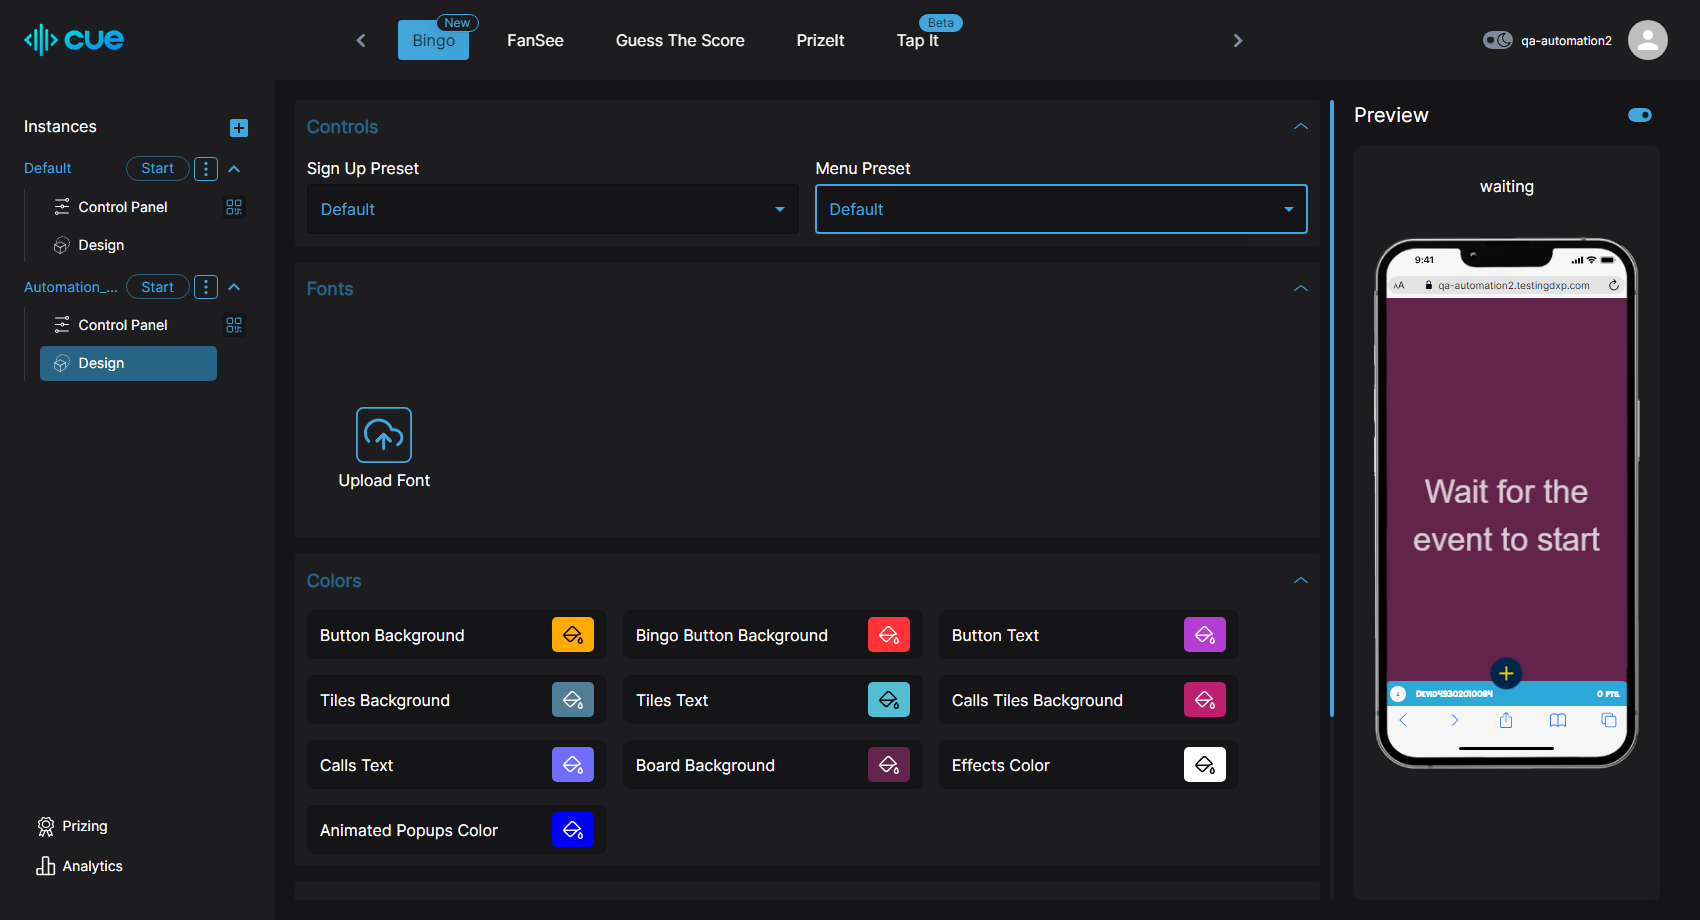 cue
New
Bingo
FanSee
Guess The Score
PrizeIt
Beta
Tap It
qa-automation2
Instances
Default
Start
Control Panel
Design
Automation_...
Start
Control Panel
Design
Prizing
Analytics
Controls
Sign Up Preset
Default
Menu Preset
Default
Fonts
Upload Font
Colors
Button Background
Bingo Button Background
Button Text
Tiles Background
Tiles Text
Calls Tiles Background
Calls Text
Board Background
Effects Color
Animated Popups Color
Preview
waiting
9:41
AA
qa-automation2.testingdxp.com
Wait for the
event to start
0 PTS.